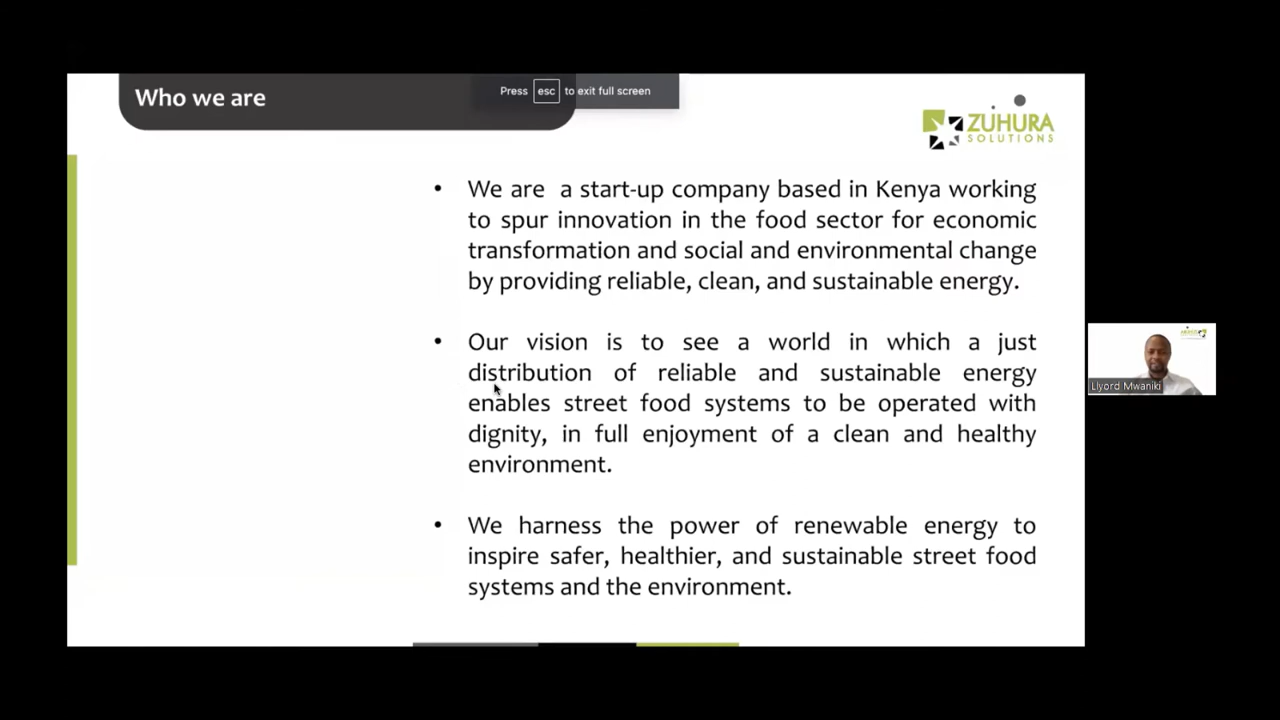 Who we are
Press esc to exit full screen
ZUHURA
SOLUTIONS
• We are a start-up company based in Kenya working
to spur innovation in the food sector for economic
transformation and social and environmental change
by providing reliable, clean, and sustainable energy.
• Our vision is to see a world in which a just
distribution of reliable and sustainable energy
enables street food systems to be operated with
dignity, in full enjoyment of a clean and healthy
environment.
• We harness the power of renewable energy to
inspire safer, healthier, and sustainable street food
systems and the environment.
Llyord Mwaniki